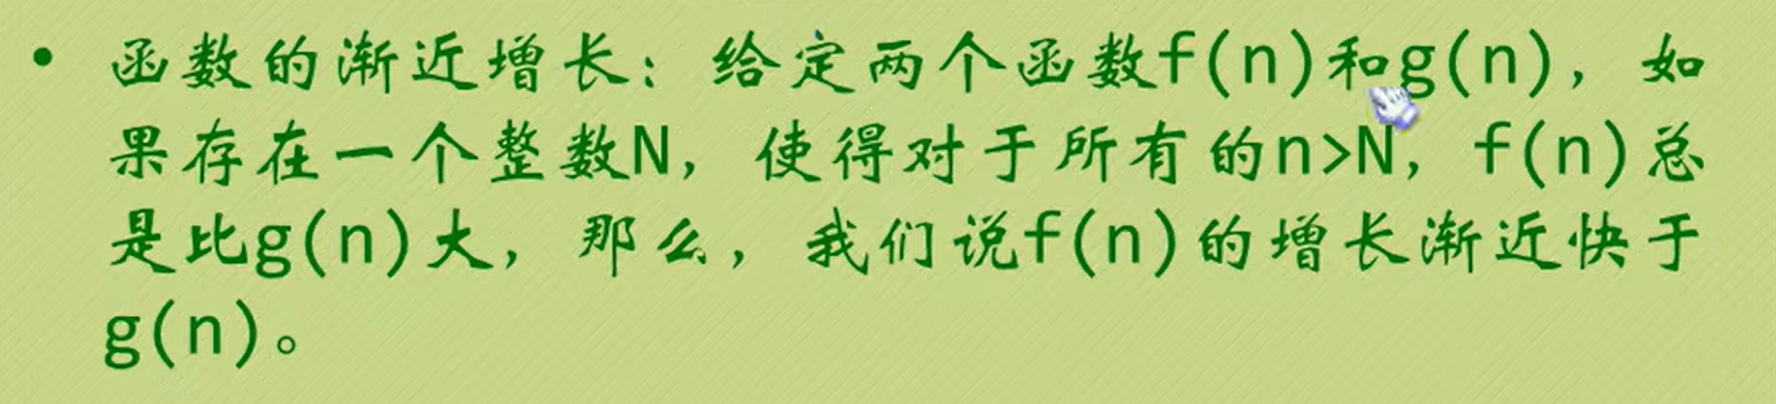 • 函数的渐近增长：给定两个函数f(n)和g(n)，如
果存在一个整数N，使得对于所有的n>N，f(n)总
是比g(n)大，那么，我们说f(n)的增长渐近快于
g(n)。